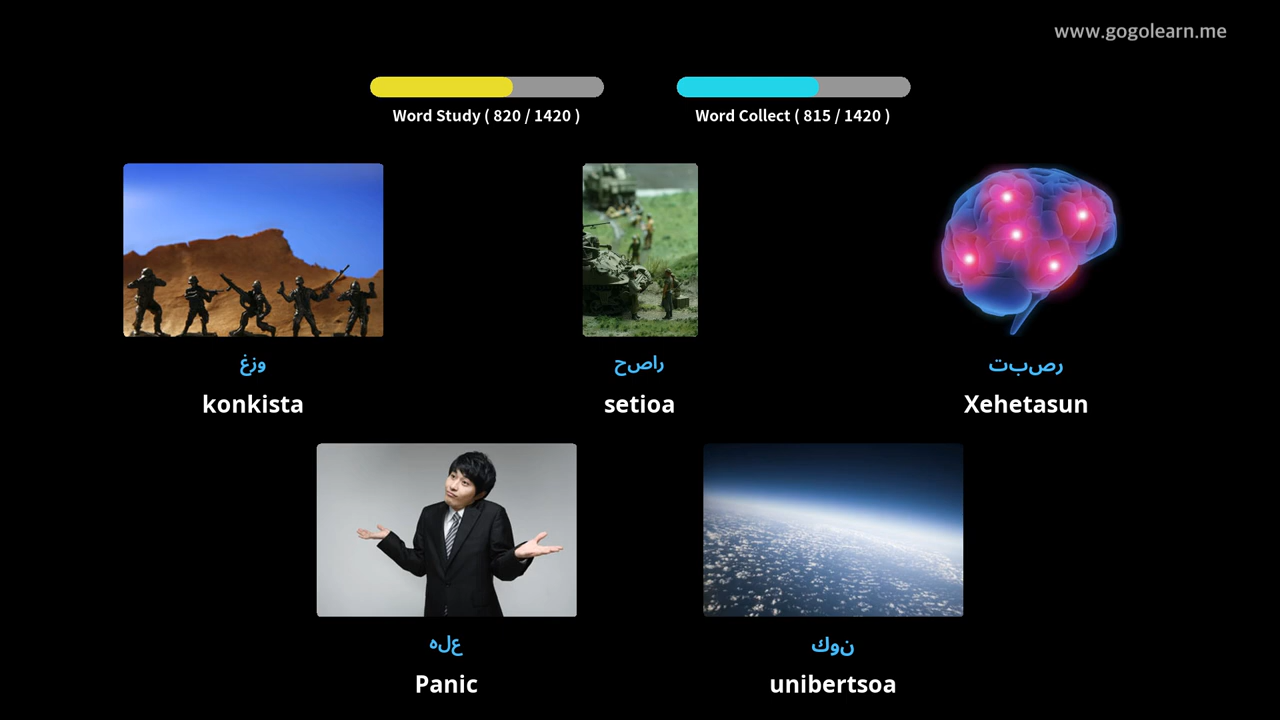 www.gogolearn.me
Word Study ( 820 / 1420 )
Word Collect ( 815 / 1420 )
وزغ
konkista
راصح
setioa
رصبت
Xehetasun
عله
Panic
نوك
unibertsoa